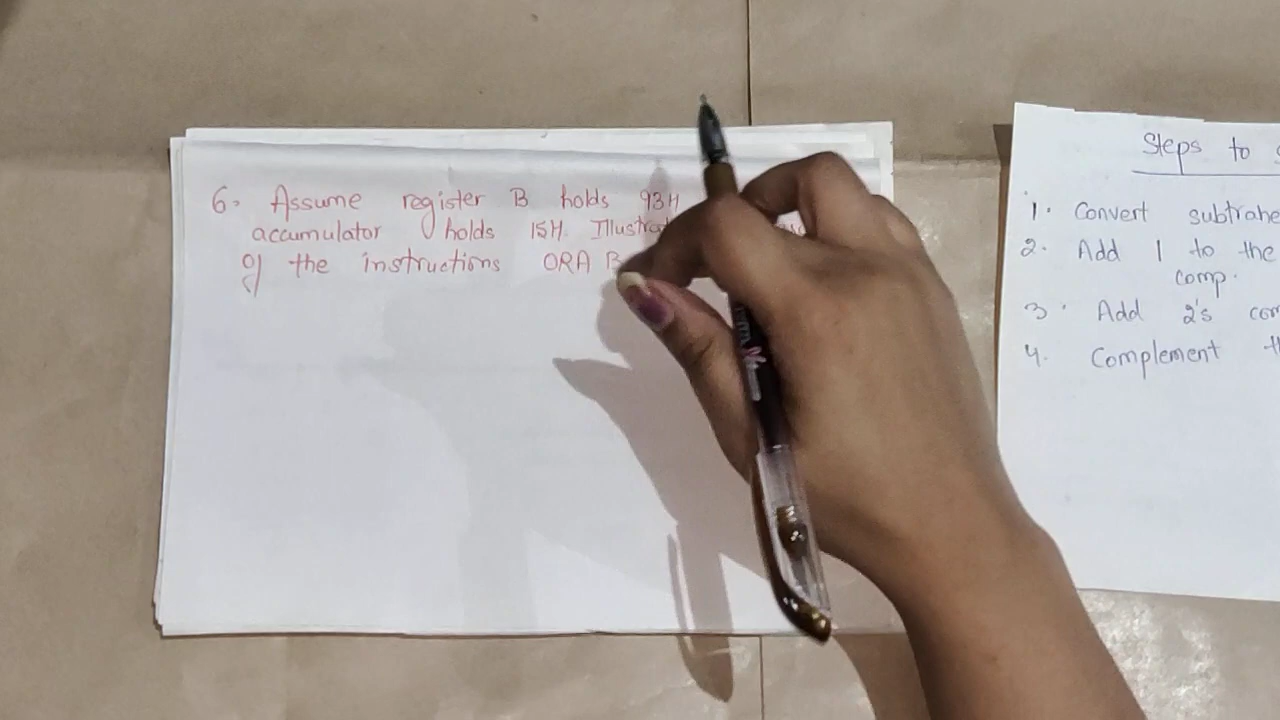 6. Assume register B holds 93H
accumulator holds 15H. Illustrat
of the instructions ORA B
Steps to
1. Convert subtrahe
2. Add 1 to the
comp.
3. Add 2's com
4. Complement th